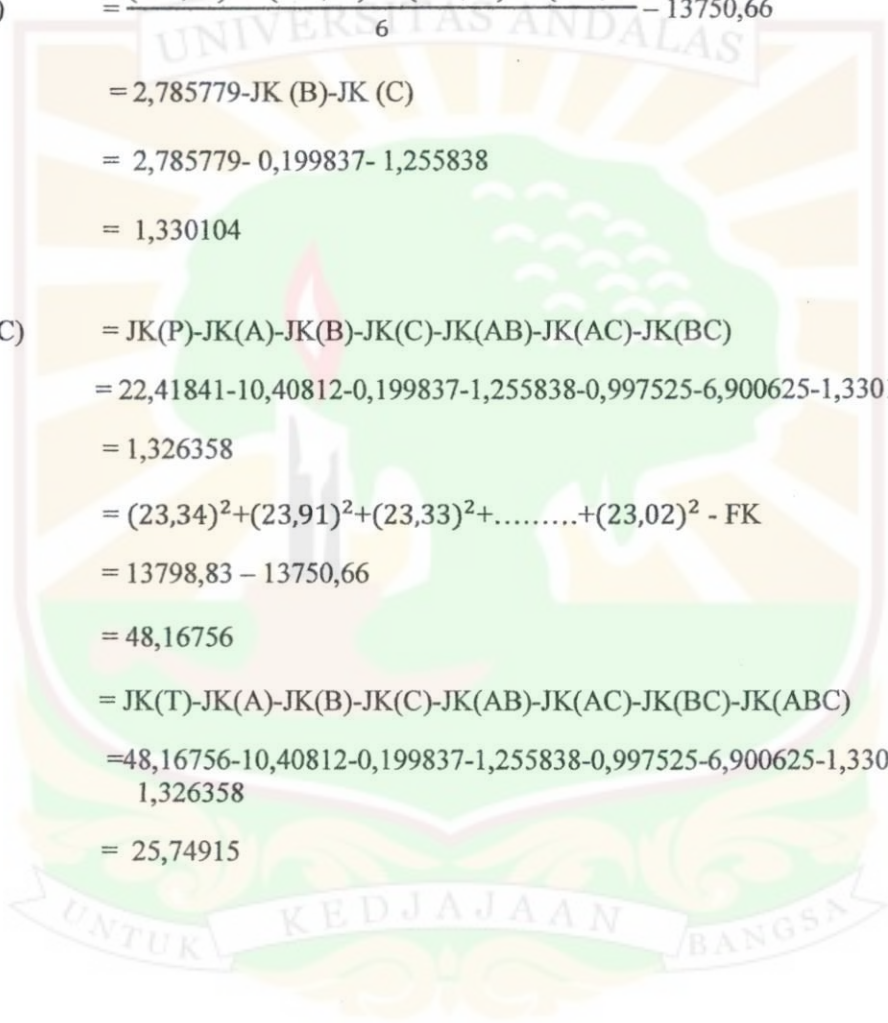 )
= 6 – 13750,66
UNIVERSITAS ANDALAS
= 2,785779-JK (B)-JK (C)
= 2,785779- 0,199837- 1,255838
= 1,330104
C) = JK(P)-JK(A)-JK(B)-JK(C)-JK(AB)-JK(AC)-JK(BC)
= 22,41841-10,40812-0,199837-1,255838-0,997525-6,900625-1,330
= 1,326358
= (23,34)²+(23,91)²+(23,33)²+.........+(23,02)² - FK
= 13798,83 – 13750,66
= 48,16756
= JK(T)-JK(A)-JK(B)-JK(C)-JK(AB)-JK(AC)-JK(BC)-JK(ABC)
=48,16756-10,40812-0,199837-1,255838-0,997525-6,900625-1,330
1,326358
= 25,74915
UNTUK KEDJAJAAN BANGSA